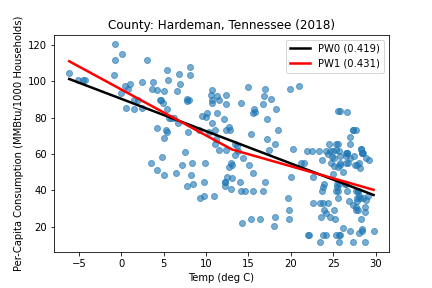 County: Hardeman, Tennessee (2018)
PW0 (0.419)
PW1 (0.431)
Per-Capita Consumption (MMBtu/1000 Households)
120
100
80
60
40
20
−5 0 5 10 15 20 25 30
Temp (deg C)